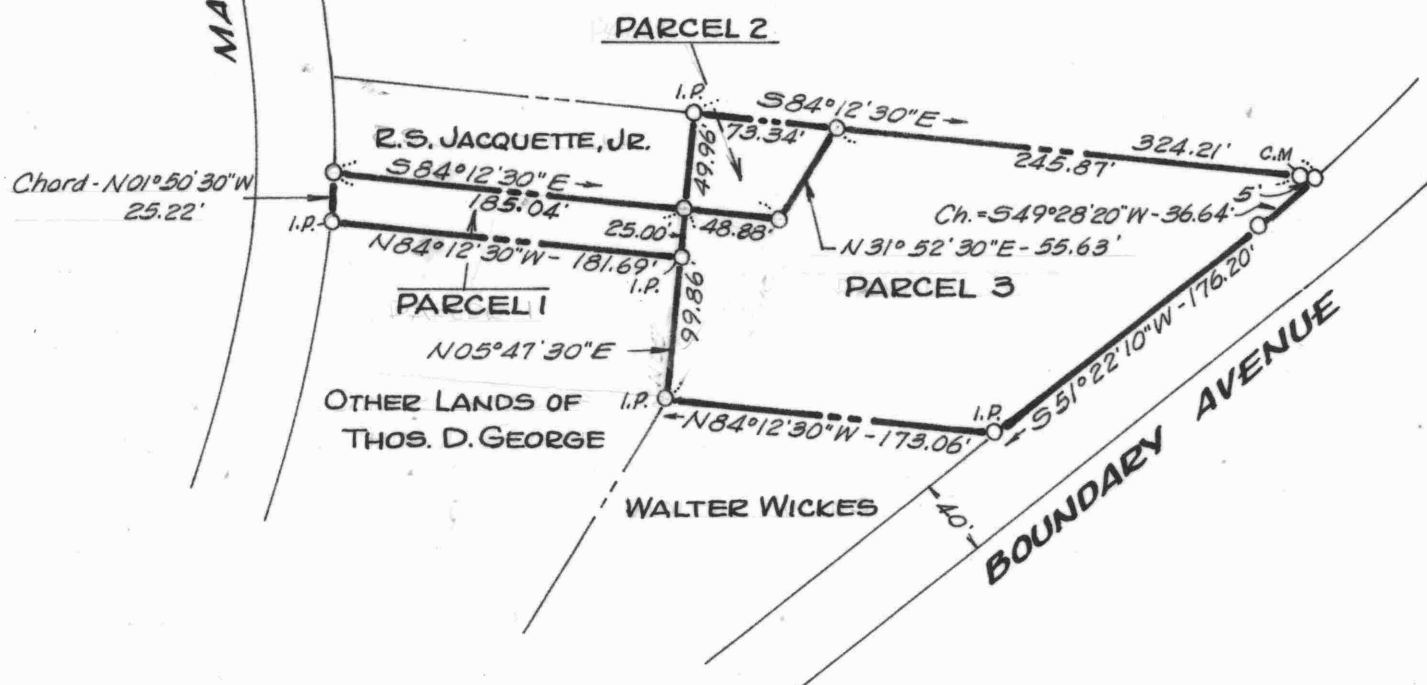 MA
PARCEL 2
I.P.
S84°12'30"E
73.34'
49.96'
324.21'
245.87'
C.M
5'
R.S. JACQUETTE, JR.
S84°12'30"E
185.04'
Chord - N01°50'30"W
25.22'
I.P.
25.00'
48.88'
Ch. = S49°28'20"W - 36.64'
N31°52'30"E - 55.63'
N84°12'30"W - 181.69'
I.P.
PARCEL 1
PARCEL 3
99.86'
N05°47'30"E
S51°22'10"W - 176.20'
OTHER LANDS OF
THOS. D. GEORGE
I.P.
N84°12'30"W - 173.06'
I.P.
WALTER WICKES
40'
BOUNDARY AVENUE